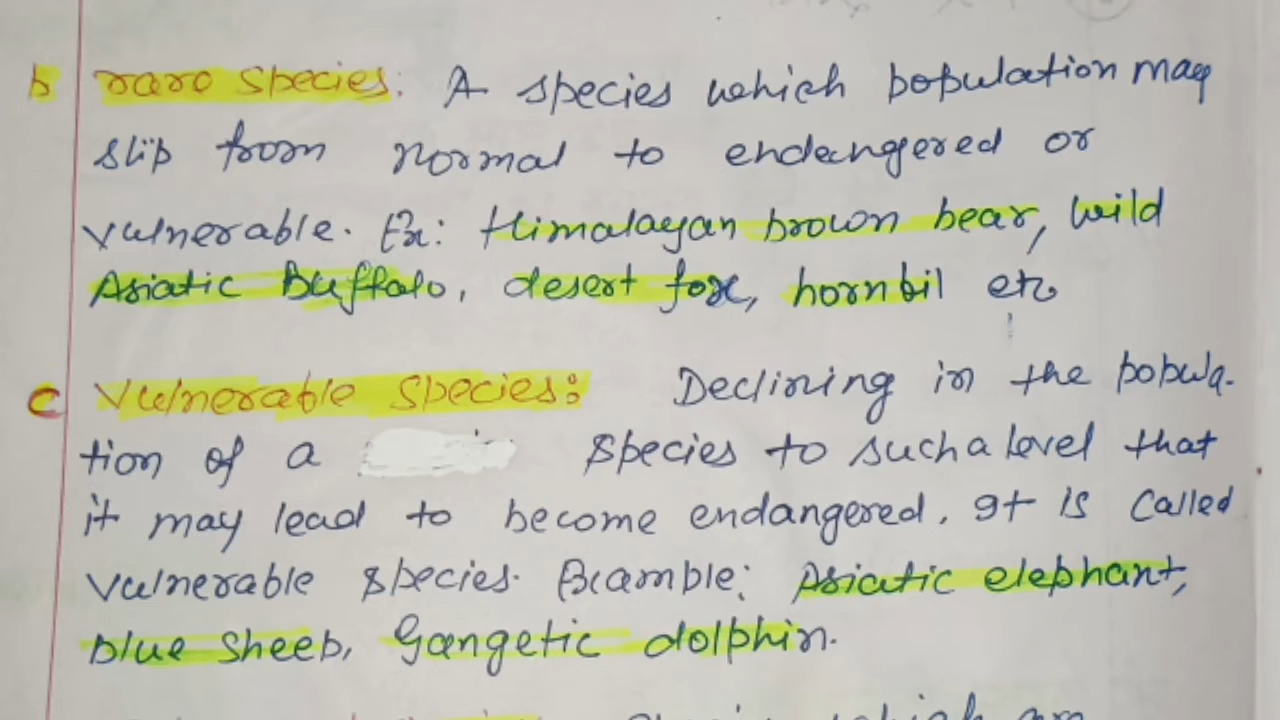 b rare species: A species which population may
slip from normal to endangered or
vulnerable. Ex: Himalayan brown bear, wild
Asiatic Buffalo, desert fox, hornbil etc
c Vulnerable species: Declining in the popula-
tion of a species to such a level that
it may lead to become endangered. It is called
vulnerable species. Example: Asiatic elephant,
blue sheep, Gangetic dolphin.
which are